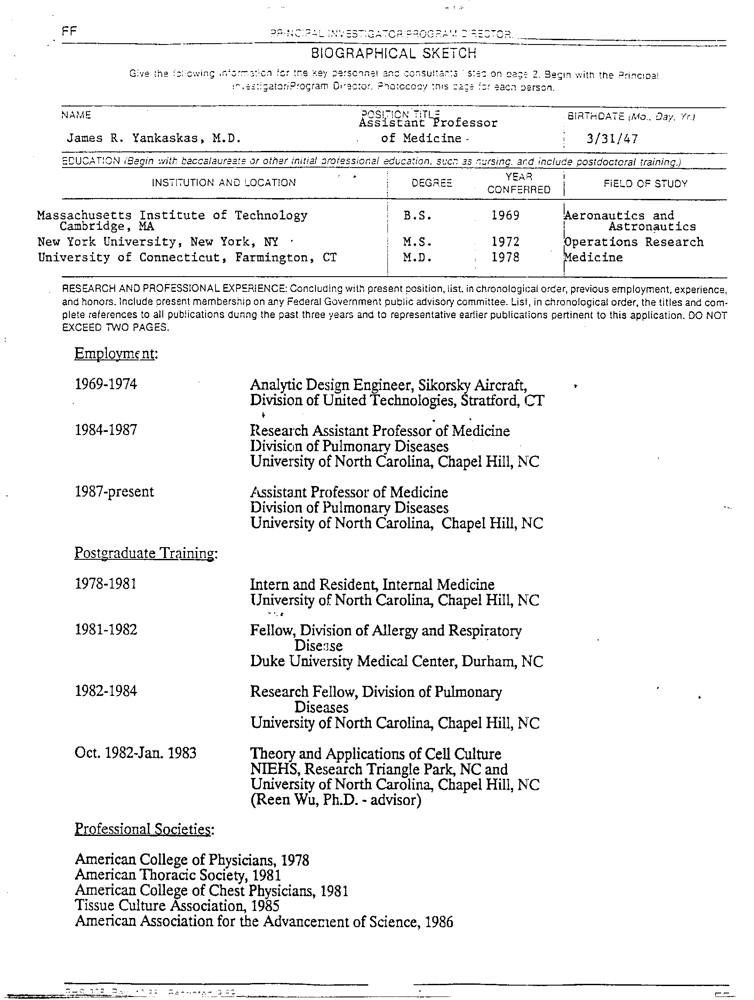 FF
PRINCIPAL INVESTIGATOR/PROGRAM DIRECTOR:
BIOGRAPHICAL SKETCH
Give the following information for the key personnel and consultants listed on page 2. Begin with the Principal
Investigator/Program Director. Photocopy this page for each person.
NAME
POSITION TITLE
BIRTHDATE (Mo., Day, Yr.)
James R. Yankaskas, M.D.
Assistant Professor
of Medicine
3/31/47
EDUCATION (Begin with baccalaureate or other initial professional education, such as nursing, and include postdoctoral training.)
INSTITUTION AND LOCATION
DEGREE
YEAR
CONFERRED
FIELD OF STUDY
Massachusetts Institute of Technology B.S. 1969 Aeronautics and
Cambridge, MA Astronautics
New York University, New York, NY M.S. 1972 Operations Research
University of Connecticut, Farmington, CT M.D. 1978 Medicine
RESEARCH AND PROFESSIONAL EXPERIENCE: Concluding with present position, list, in chronological order, previous employment, experience,
and honors. Include present membership on any Federal Government public advisory committee. List, in chronological order, the titles and com-
plete references to all publications during the past three years and to representative earlier publications pertinent to this application. DO NOT
EXCEED TWO PAGES.
Employment:
1969-1974 Analytic Design Engineer, Sikorsky Aircraft,
Division of United Technologies, Stratford, CT
1984-1987 Research Assistant Professor of Medicine
Division of Pulmonary Diseases
University of North Carolina, Chapel Hill, NC
1987-present Assistant Professor of Medicine
Division of Pulmonary Diseases
University of North Carolina, Chapel Hill, NC
Postgraduate Training:
1978-1981 Intern and Resident, Internal Medicine
University of North Carolina, Chapel Hill, NC
1981-1982 Fellow, Division of Allergy and Respiratory
Disease
Duke University Medical Center, Durham, NC
1982-1984 Research Fellow, Division of Pulmonary
Diseases
University of North Carolina, Chapel Hill, NC
Oct. 1982-Jan. 1983 Theory and Applications of Cell Culture
NIEHS, Research Triangle Park, NC and
University of North Carolina, Chapel Hill, NC
(Reen Wu, Ph.D. - advisor)
Professional Societies:
American College of Physicians, 1978
American Thoracic Society, 1981
American College of Chest Physicians, 1981
Tissue Culture Association, 1985
American Association for the Advancement of Science, 1986